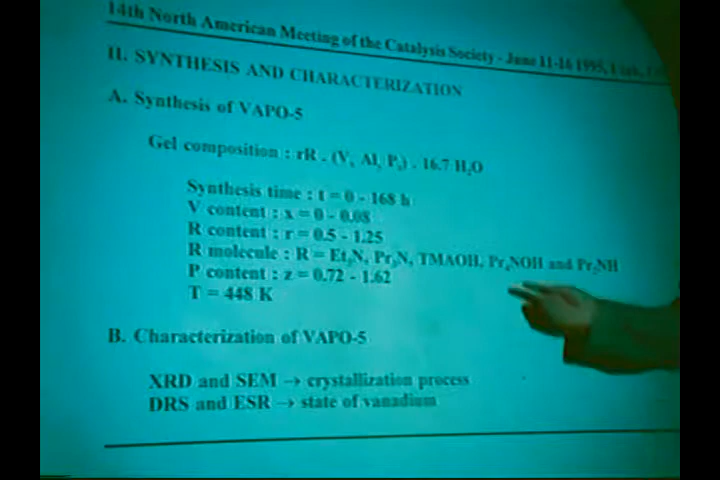 14th North American Meeting of the Catalysis Society - June 11-16 1995,
II. SYNTHESIS AND CHARACTERIZATION
A. Synthesis of VAPO-5
Gel composition : rR . (Vₓ Alᵧ P_z) . 16.7 H₂O
Synthesis time : t = 0 - 168 h
V content : x = 0 - 0.08
R content : r = 0.5 - 1.25
R molecule : R = Et₃N, Pr₃N, TMAOH, Pr₄NOH and Pr₂NH
P content : z = 0.72 - 1.62
T = 448 K
B. Characterization of VAPO-5
XRD and SEM → crystallization process
DRS and ESR → state of vanadium